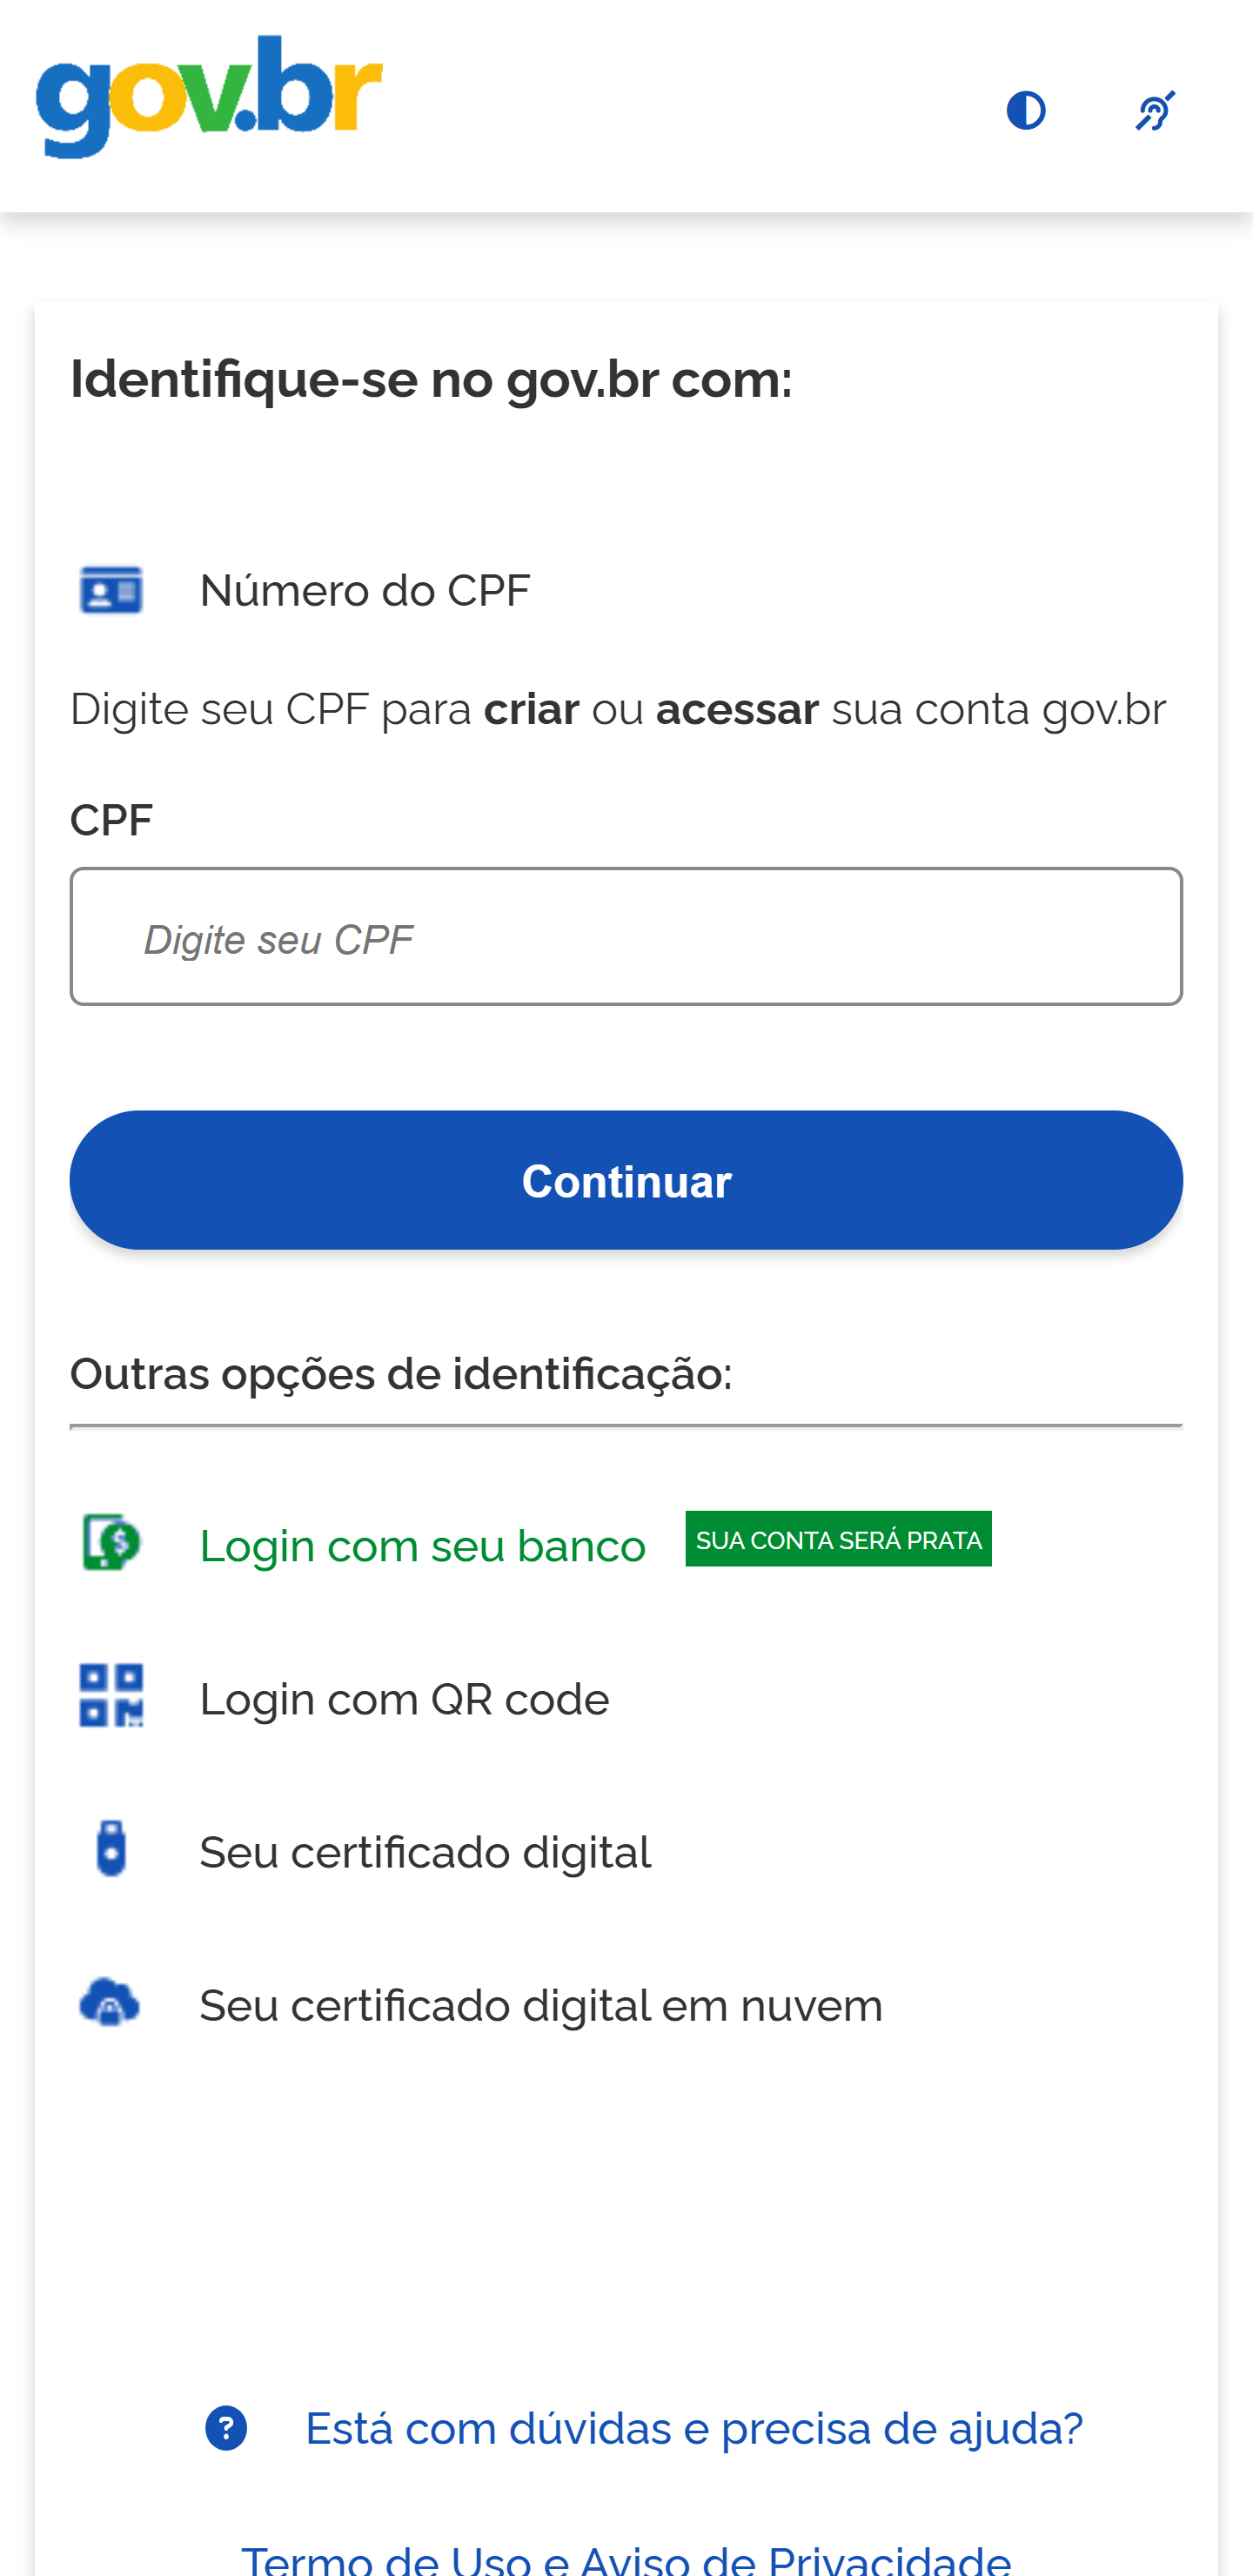 gov.br
Identifique-se no gov.br com:
Número do CPF
Digite seu CPF para criar ou acessar sua conta gov.br
CPF
Digite seu CPF
Continuar
Outras opções de identificação:
Login com seu banco SUA CONTA SERÁ PRATA
Login com QR code
Seu certificado digital
Seu certificado digital em nuvem
Está com dúvidas e precisa de ajuda?
Termo de Uso e Aviso de Privacidade